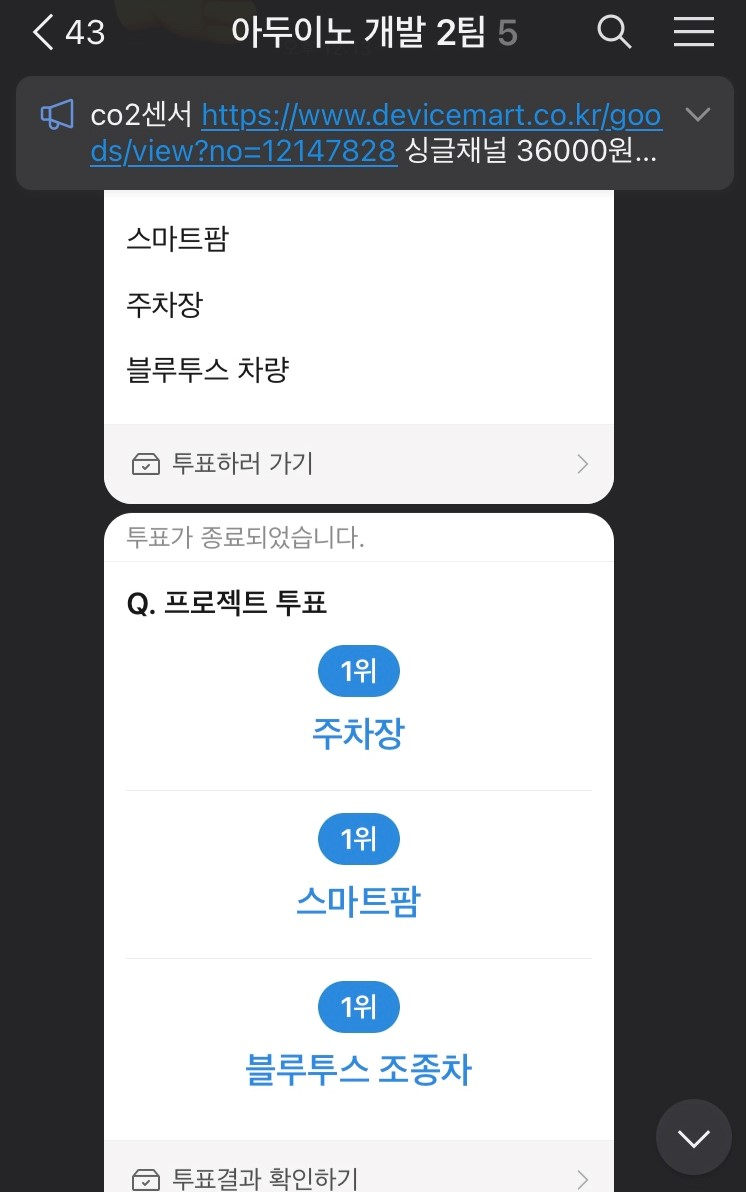 43
아두이노 개발 2팀 5
co2센서 https://www.devicemart.co.kr/goo
ds/view?no=12147828 싱글채널 36000원...
스마트팜
주차장
블루투스 차량
투표하러 가기
투표가 종료되었습니다.
Q. 프로젝트 투표
1위
주차장
1위
스마트팜
1위
블루투스 조종차
투표결과 확인하기